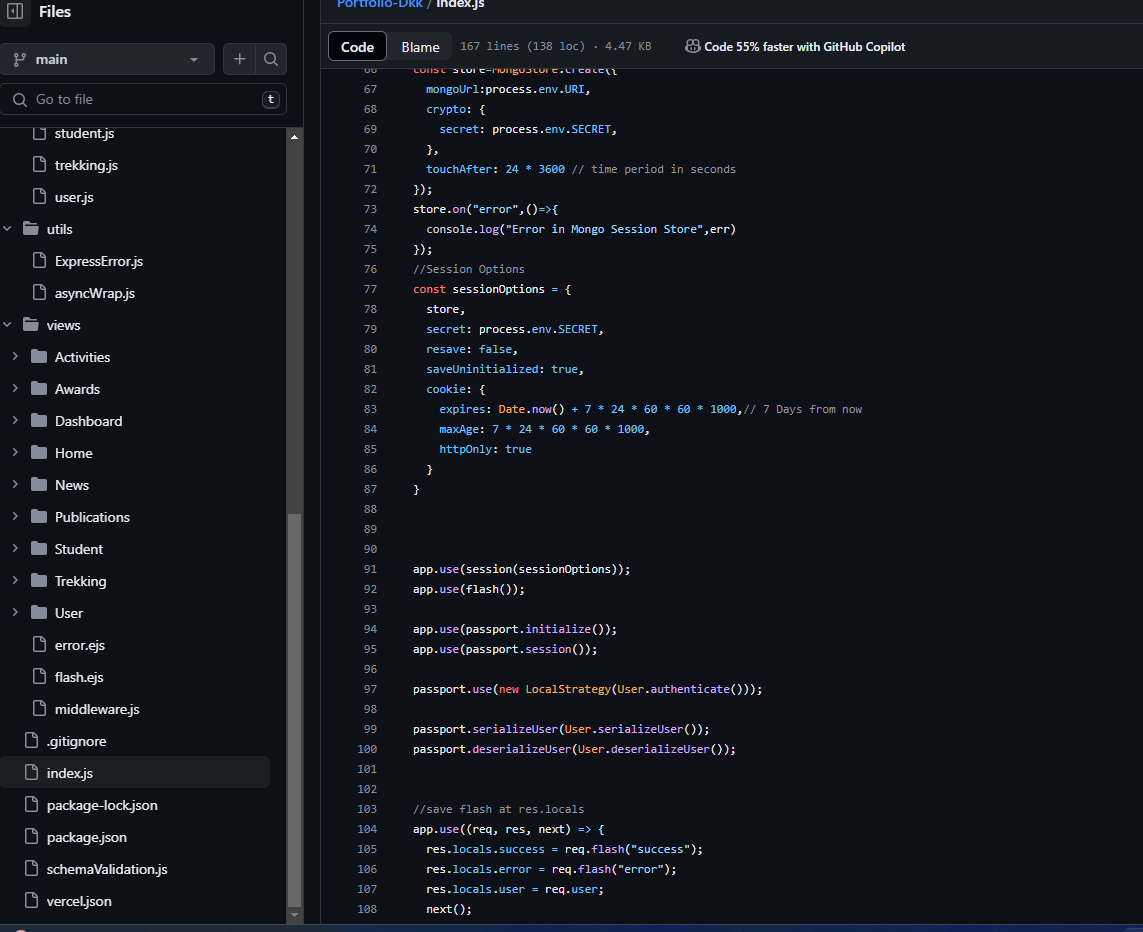 Files
main
Go to file
t
student.js
trekking.js
user.js
utils
ExpressError.js
asyncWrap.js
views
Activities
Awards
Dashboard
Home
News
Publications
Student
Trekking
User
error.ejs
flash.ejs
middleware.js
.gitignore
index.js
package-lock.json
package.json
schemaValidation.js
vercel.json
Portfolio-Dkk / index.js
Code Blame 167 lines (138 loc) · 4.47 KB Code 55% faster with GitHub Copilot
66 const store=MongoStore.create({
67 mongoUrl:process.env.URI,
68 crypto: {
69 secret: process.env.SECRET,
70 },
71 touchAfter: 24 * 3600 // time period in seconds
72 });
73 store.on("error",()=>{
74 console.log("Error in Mongo Session Store",err)
75 });
76 //Session Options
77 const sessionOptions = {
78 store,
79 secret: process.env.SECRET,
80 resave: false,
81 saveUninitialized: true,
82 cookie: {
83 expires: Date.now() + 7 * 24 * 60 * 60 * 1000,// 7 Days from now
84 maxAge: 7 * 24 * 60 * 60 * 1000,
85 httpOnly: true
86 }
87 }
88
89
90
91 app.use(session(sessionOptions));
92 app.use(flash());
93
94 app.use(passport.initialize());
95 app.use(passport.session());
96
97 passport.use(new LocalStrategy(User.authenticate()));
98
99 passport.serializeUser(User.serializeUser());
100 passport.deserializeUser(User.deserializeUser());
101
102
103 //save flash at res.locals
104 app.use((req, res, next) => {
105 res.locals.success = req.flash("success");
106 res.locals.error = req.flash("error");
107 res.locals.user = req.user;
108 next();